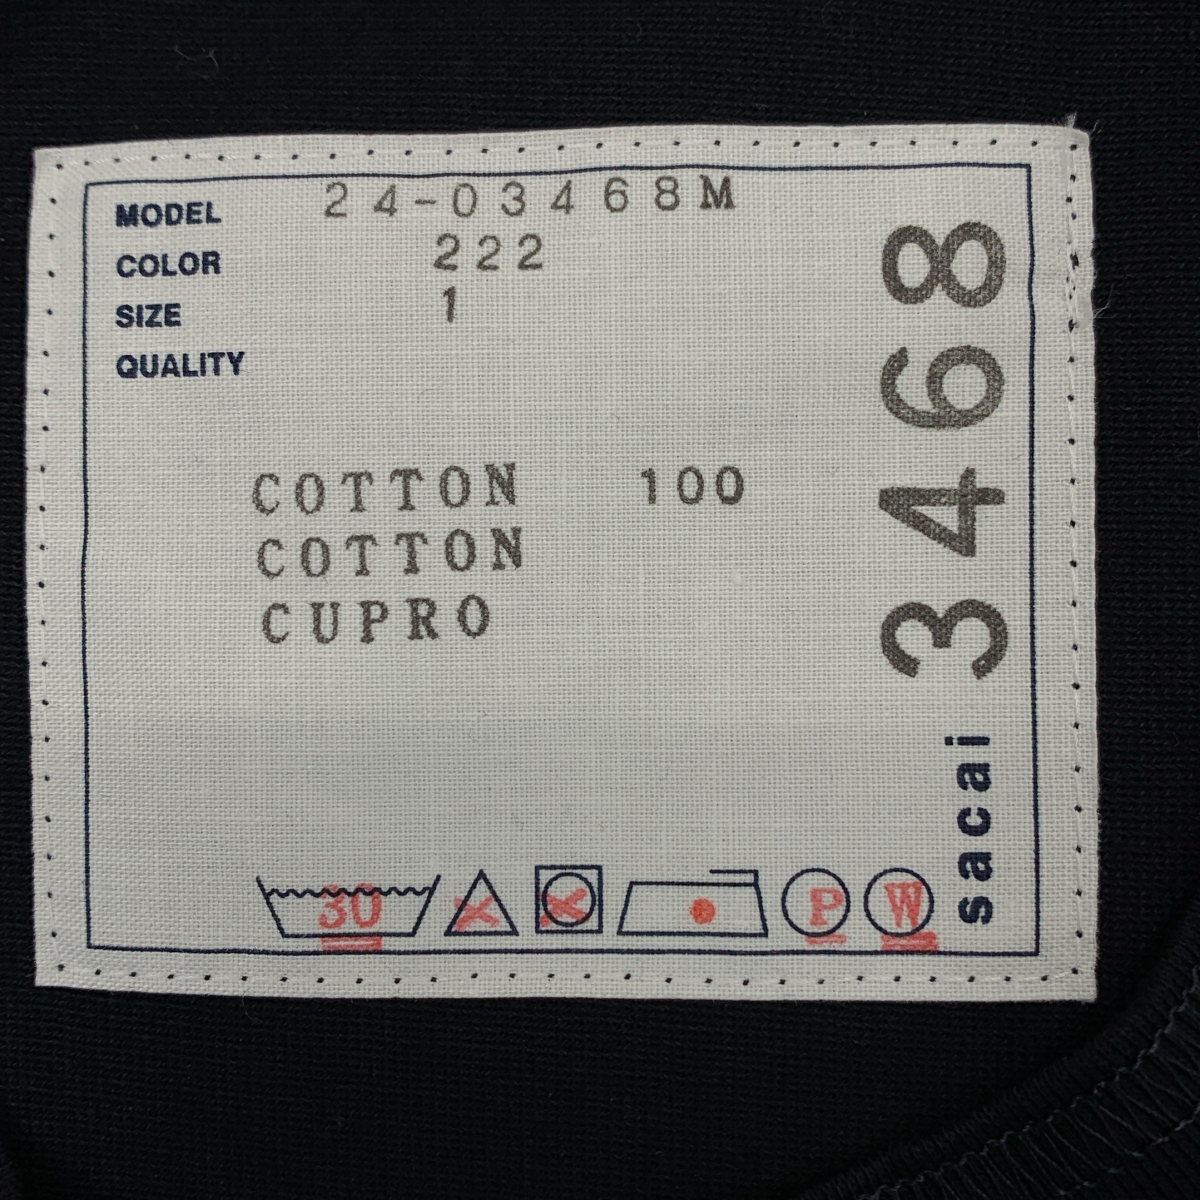 MODEL 24-03468M
COLOR 222
SIZE 1
QUALITY
COTTON 100
COTTON
CUPRO
30 P W
sacai 3468